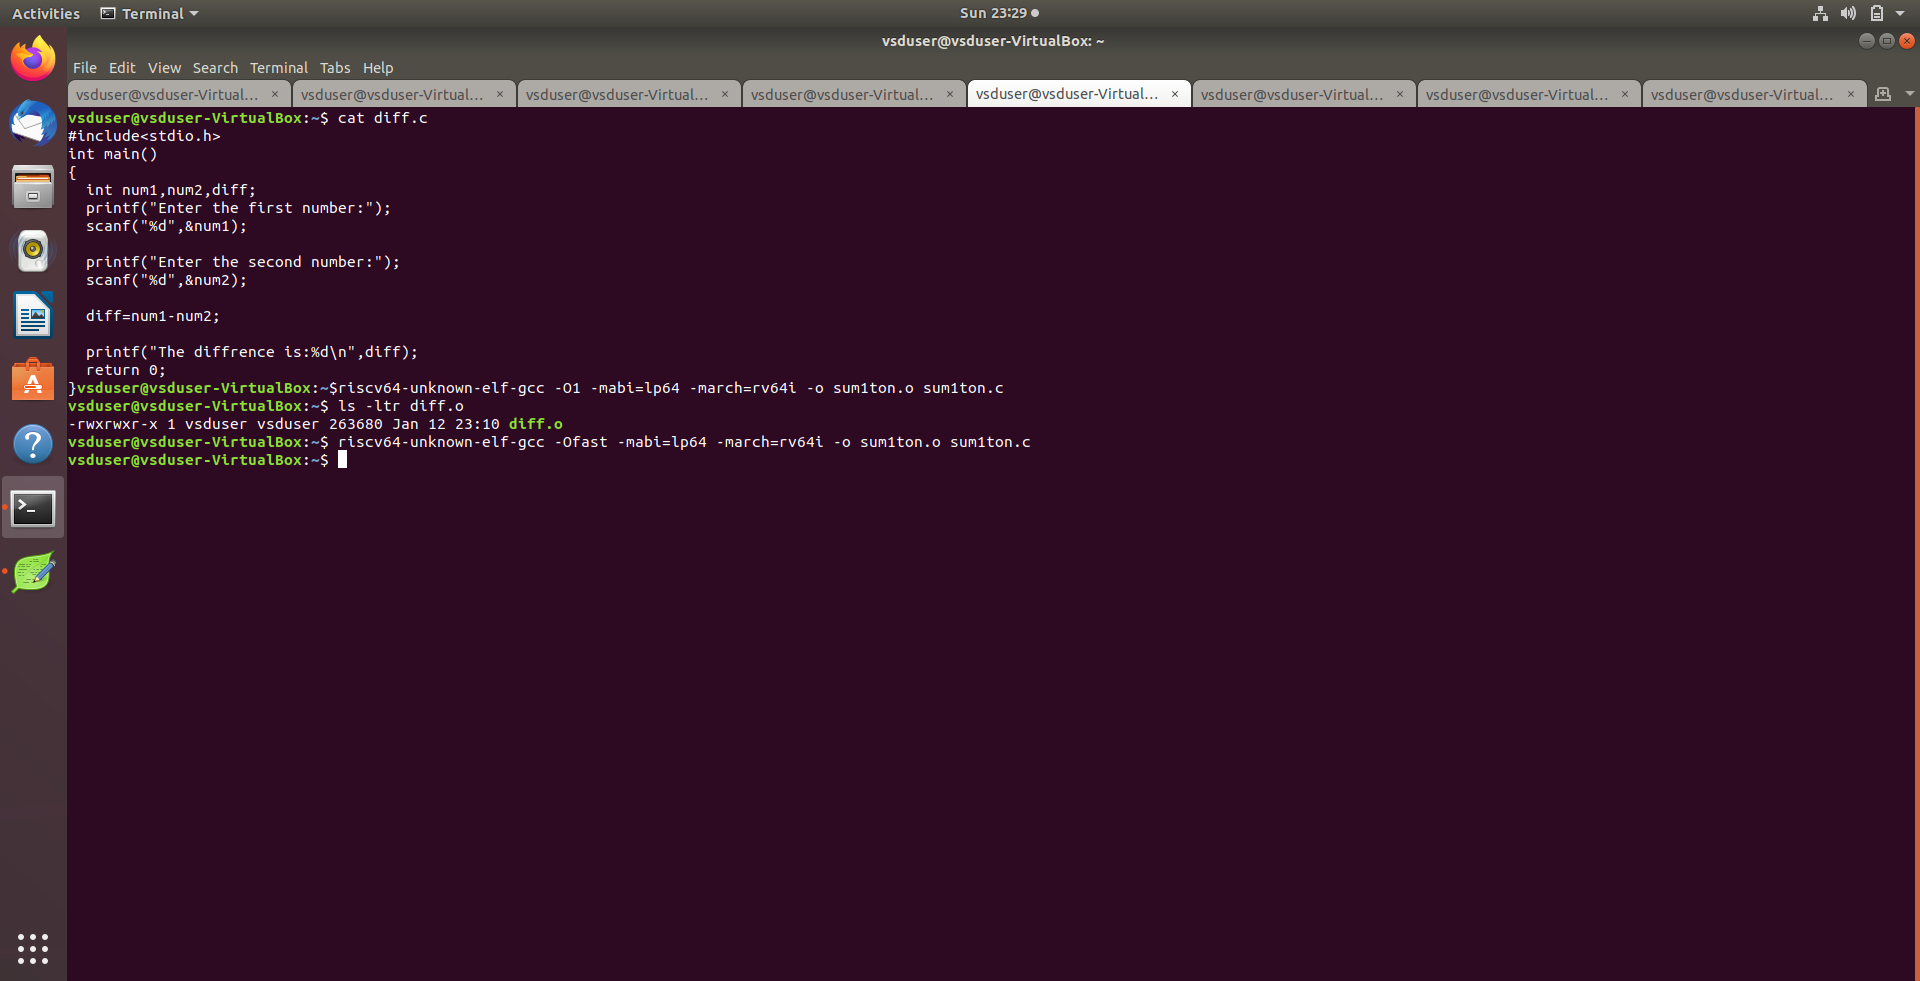 Activities Terminal Sun 23:29
vsduser@vsduser-VirtualBox: ~
File Edit View Search Terminal Tabs Help
vsduser@vsduser-Virtual... × vsduser@vsduser-Virtual... × vsduser@vsduser-Virtual... × vsduser@vsduser-Virtual... × vsduser@vsduser-Virtual... × vsduser@vsduser-Virtual... × vsduser@vsduser-Virtual... × vsduser@vsduser-Virtual... ×
vsduser@vsduser-VirtualBox:~$ cat diff.c
#include<stdio.h>
int main()
{
  int num1,num2,diff;
  printf("Enter the first number:");
  scanf("%d",&num1);
  printf("Enter the second number:");
  scanf("%d",&num2);
  diff=num1-num2;
  printf("The diffrence is:%d\n",diff);
  return 0;
}vsduser@vsduser-VirtualBox:~$riscv64-unknown-elf-gcc -O1 -mabi=lp64 -march=rv64i -o sum1ton.o sum1ton.c
vsduser@vsduser-VirtualBox:~$ ls -ltr diff.o
-rwxrwxr-x 1 vsduser vsduser 263680 Jan 12 23:10 diff.o
vsduser@vsduser-VirtualBox:~$ riscv64-unknown-elf-gcc -Ofast -mabi=lp64 -march=rv64i -o sum1ton.o sum1ton.c
vsduser@vsduser-VirtualBox:~$